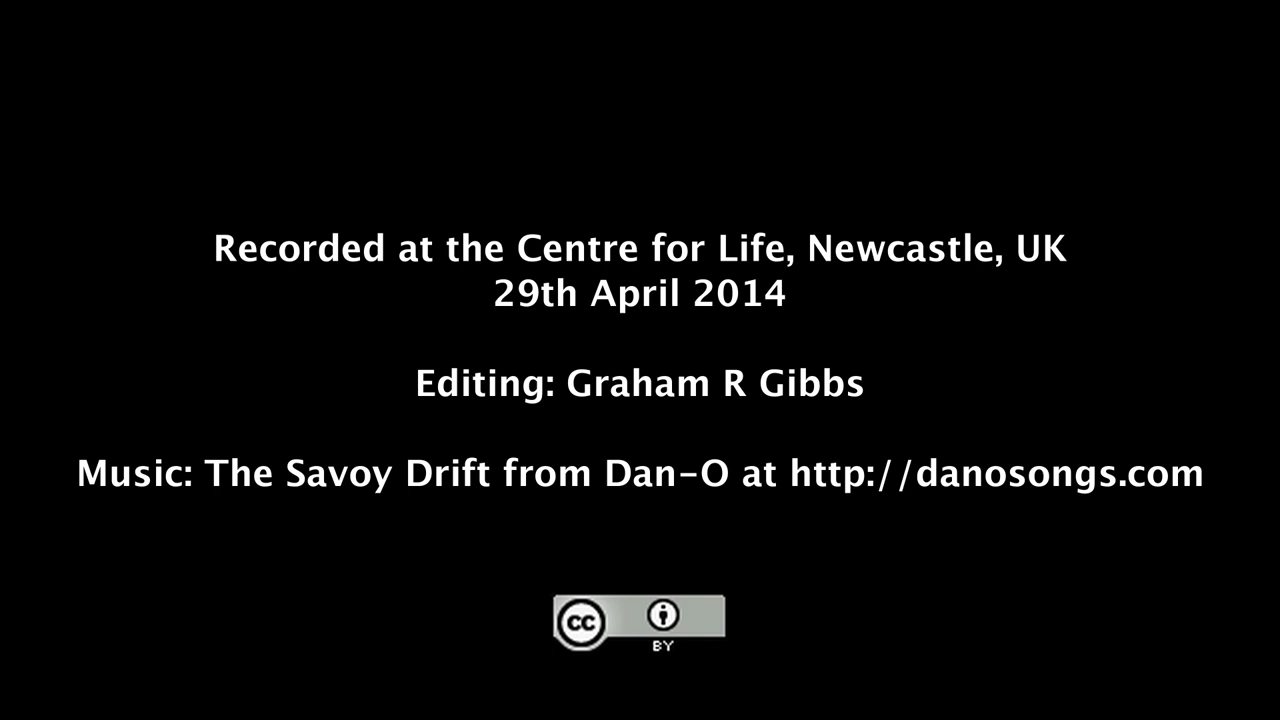 Recorded at the Centre for Life, Newcastle, UK
29th April 2014
Editing: Graham R Gibbs
Music: The Savoy Drift from Dan-O at http://danosongs.com
CC
BY